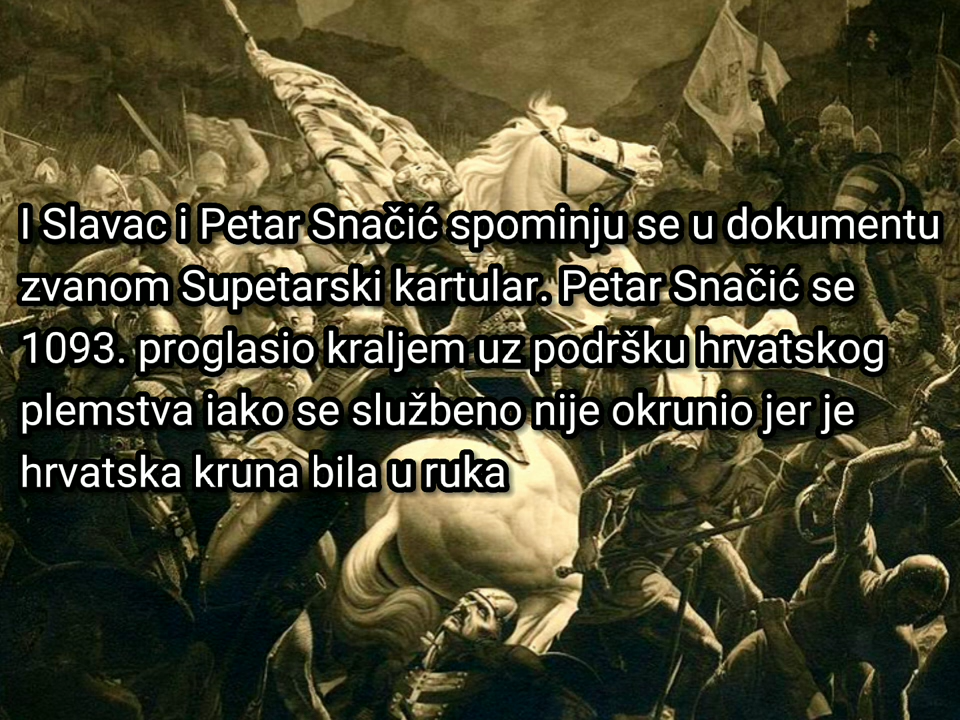 I Slavac i Petar Snačić spominju se u dokumentu
zvanom Supetarski kartular. Petar Snačić se
1093. proglasio kraljem uz podršku hrvatskog
plemstva iako se službeno nije okrunio jer je
hrvatska kruna bila u ruka